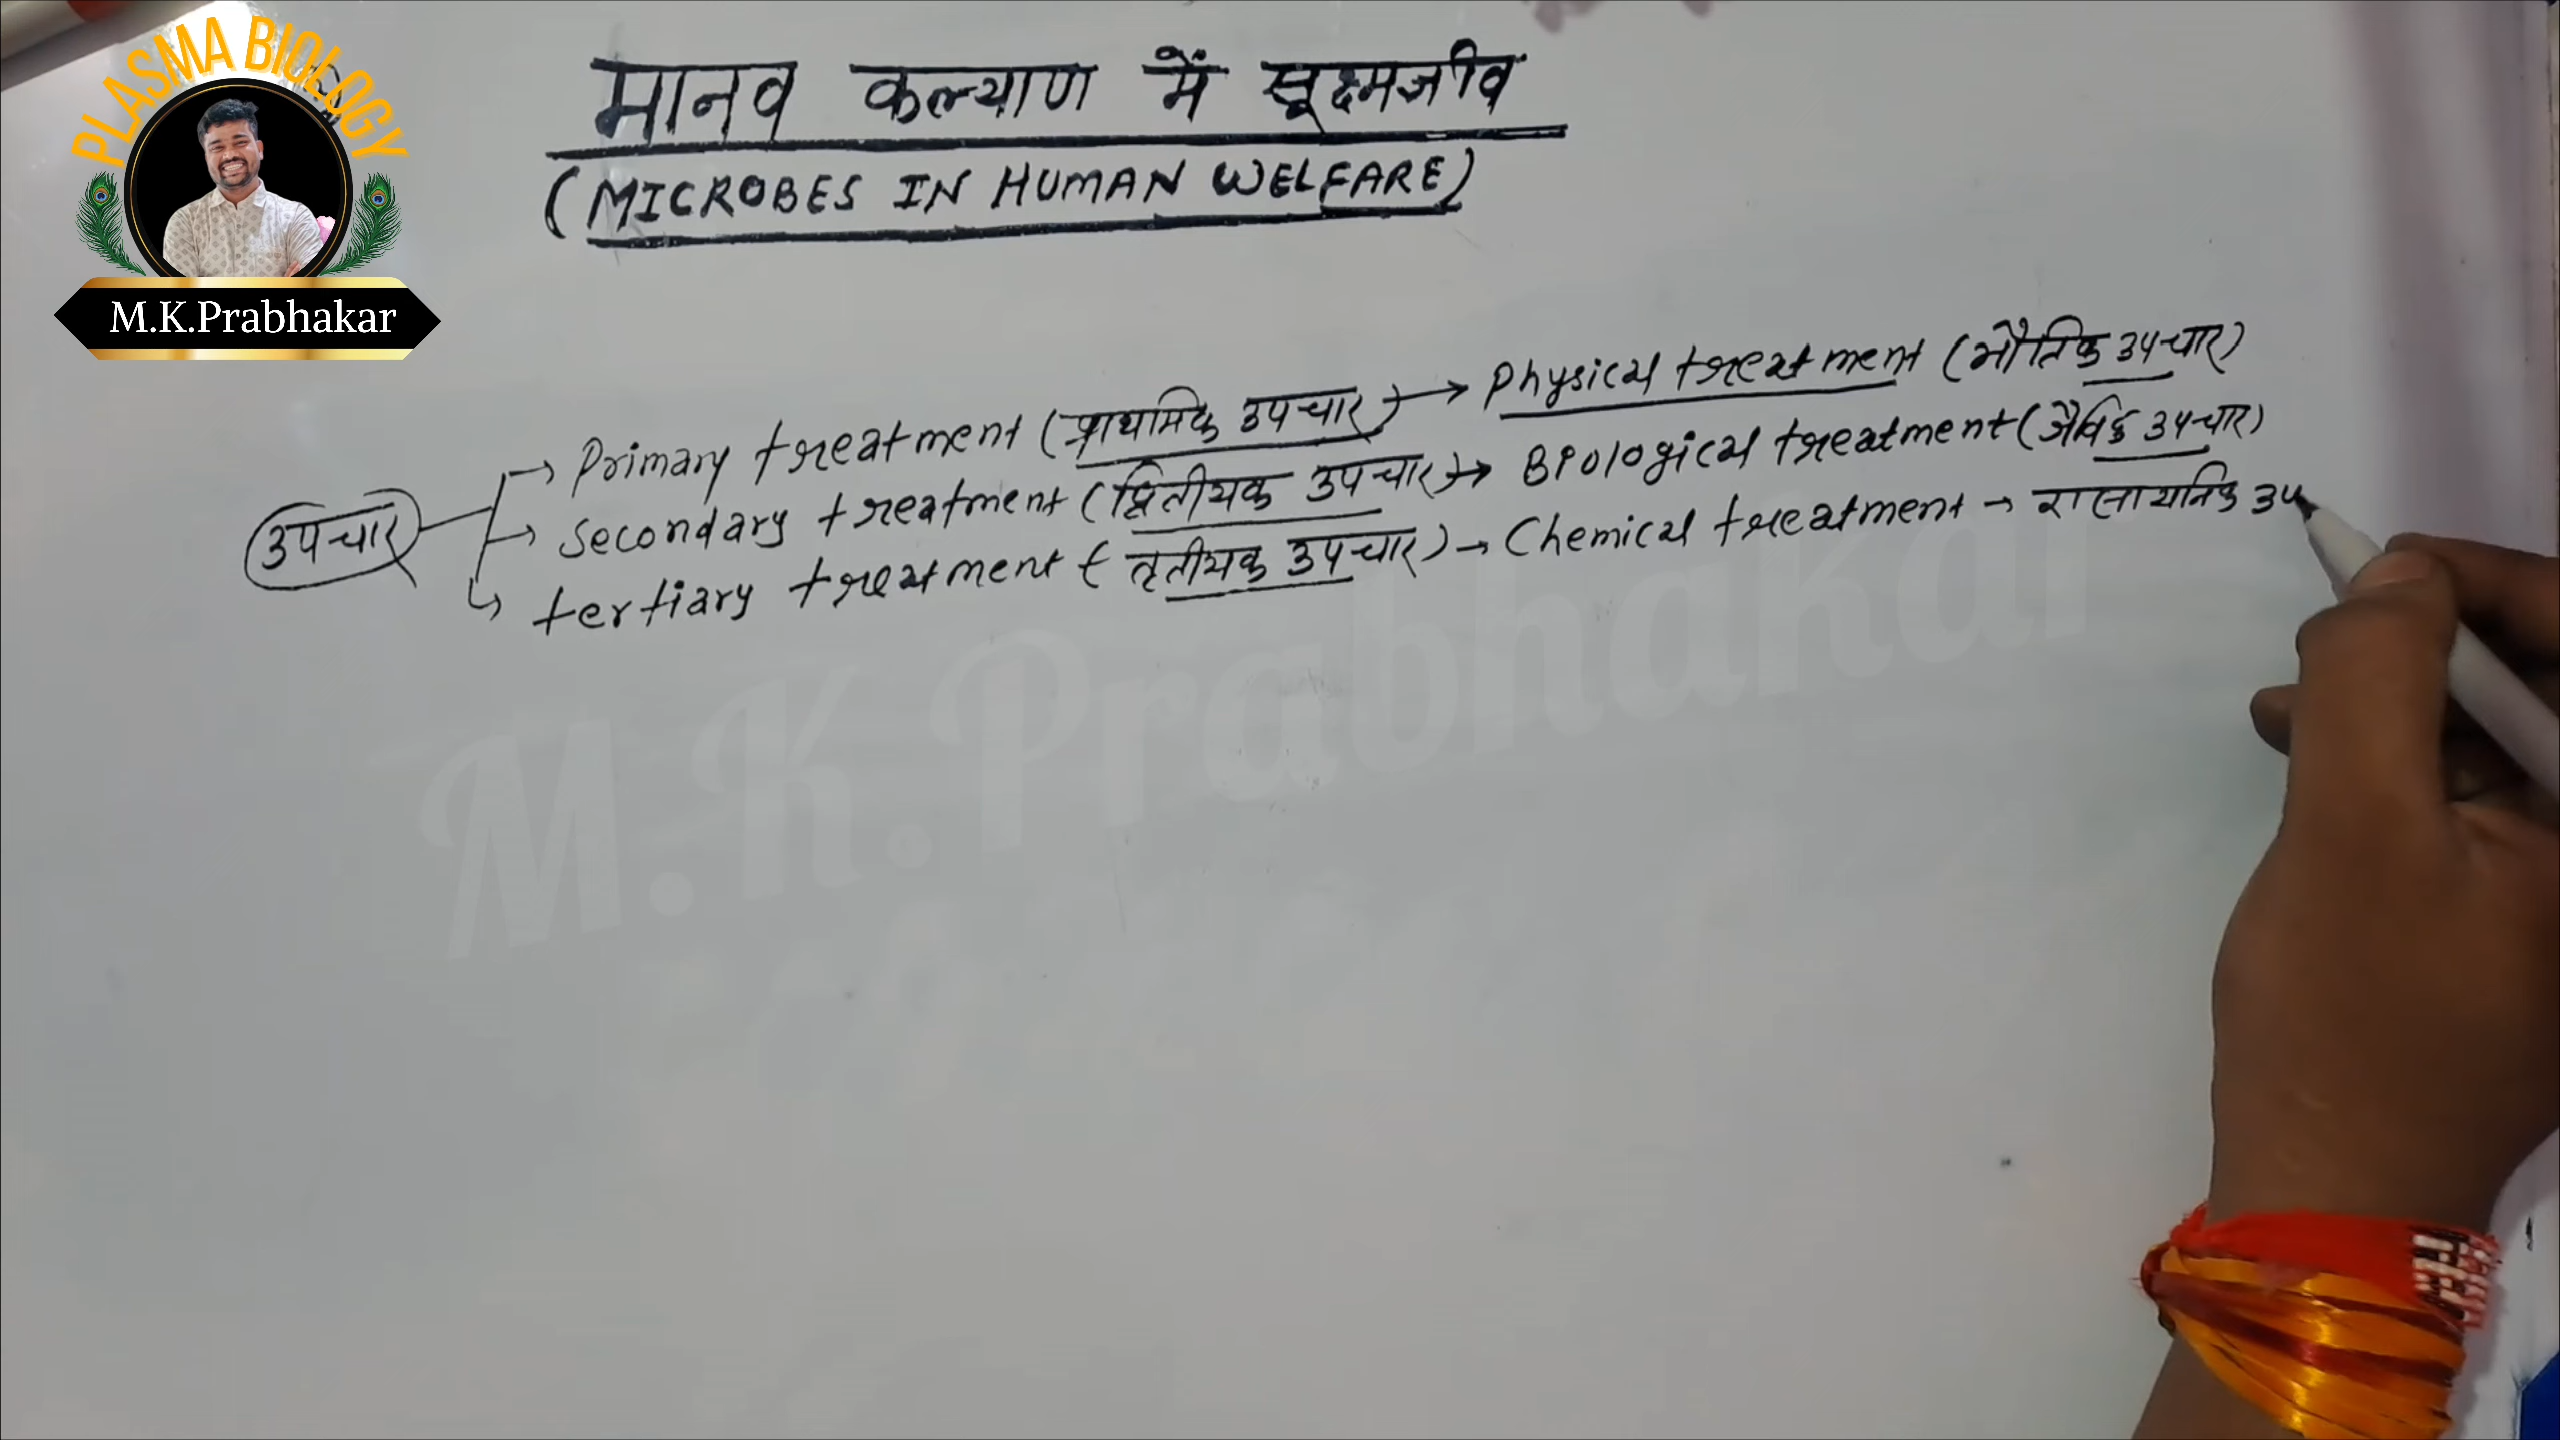 PLASMA BIOLOGY
M.K.Prabhakar
मानव कल्याण में सूक्ष्मजीव
(MICROBES IN HUMAN WELFARE)
उपचार
→ Primary treatment (प्राथमिक उपचार) → Physical treatment (भौतिक उपचार)
→ Secondary treatment (द्वितीयक उपचार) → Biological treatment (जैविक उपचार)
→ tertiary treatment (तृतीयक उपचार) → Chemical treatment → रासायनिक उप
M.K.Prabhakar